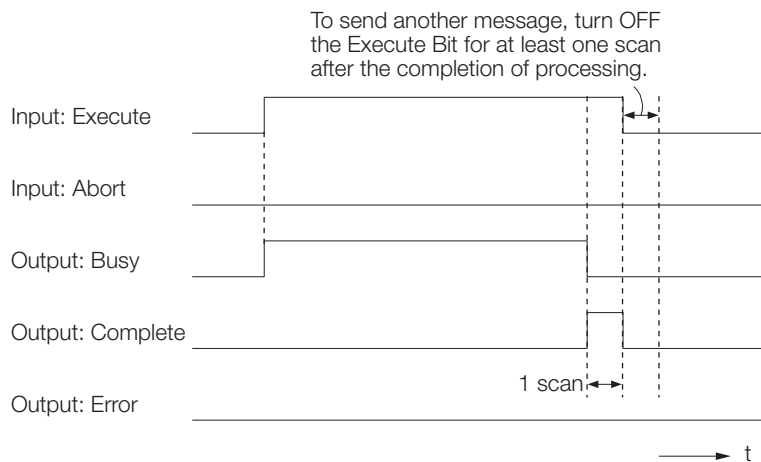 To send another message, turn OFF
the Execute Bit for at least one scan
after the completion of processing.
Input: Execute
Input: Abort
Output: Busy
Output: Complete
1 scan
Output: Error
t